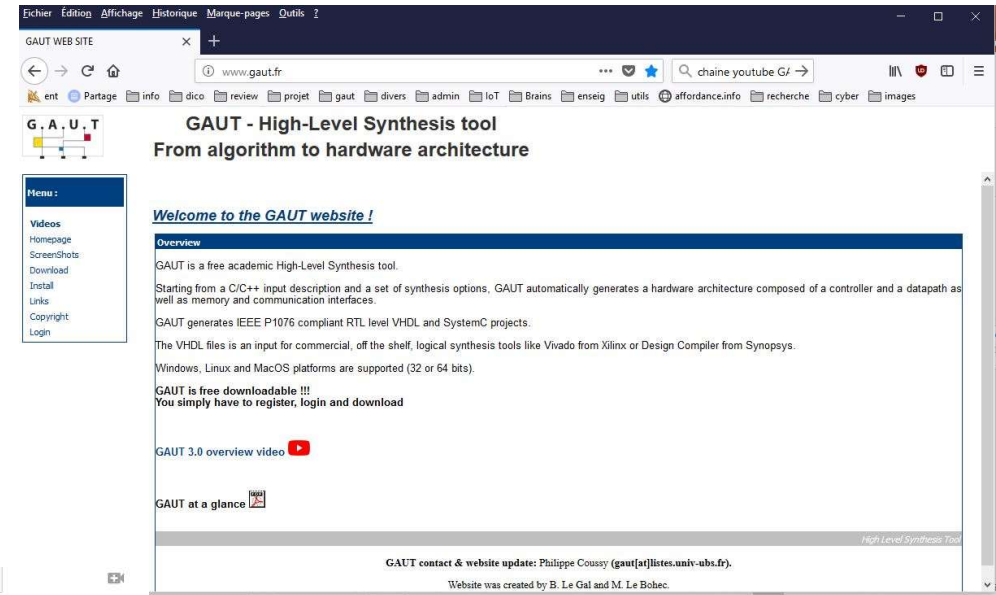 Fichier Édition Affichage Historique Marque-pages Outils ?
GAUT WEB SITE
www.gaut.fr
chaine youtube GA
ent Partage info dico review projet gaut divers admin IoT Brains enseig utils affordance.info recherche cyber images
G.A.U.T
GAUT - High-Level Synthesis tool
From algorithm to hardware architecture
Menu :
Videos
Homepage
ScreenShots
Download
Install
Links
Copyright
Login
Welcome to the GAUT website !
Overview
GAUT is a free academic High-Level Synthesis tool.
Starting from a C/C++ input description and a set of synthesis options, GAUT automatically generates a hardware architecture composed of a controller and a datapath as
well as memory and communication interfaces.
GAUT generates IEEE P1076 compliant RTL level VHDL and SystemC projects.
The VHDL files is an input for commercial, off the shelf, logical synthesis tools like Vivado from Xilinx or Design Compiler from Synopsys.
Windows, Linux and MacOS platforms are supported (32 or 64 bits).
GAUT is free downloadable !!!
You simply have to register, login and download
GAUT 3.0 overview video
GAUT at a glance
High Level Synthesis Tool
GAUT contact & website update: Philippe Coussy (gaut[at]listes.univ-ubs.fr).
Website was created by B. Le Gal and M. Le Bohec.